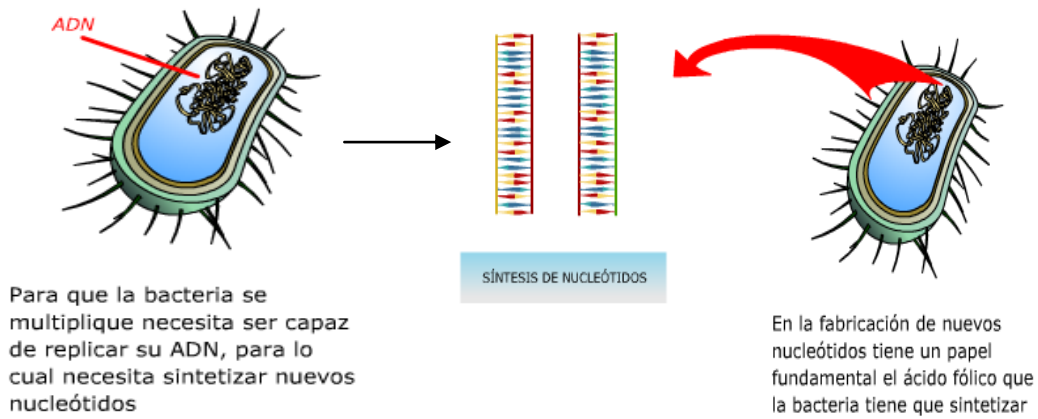 ADN
SÍNTESIS DE NUCLEÓTIDOS
Para que la bacteria se
multiplique necesita ser capaz
de replicar su ADN, para lo
cual necesita sintetizar nuevos
nucleótidos
En la fabricación de nuevos
nucleótidos tiene un papel
fundamental el ácido fólico que
la bacteria tiene que sintetizar